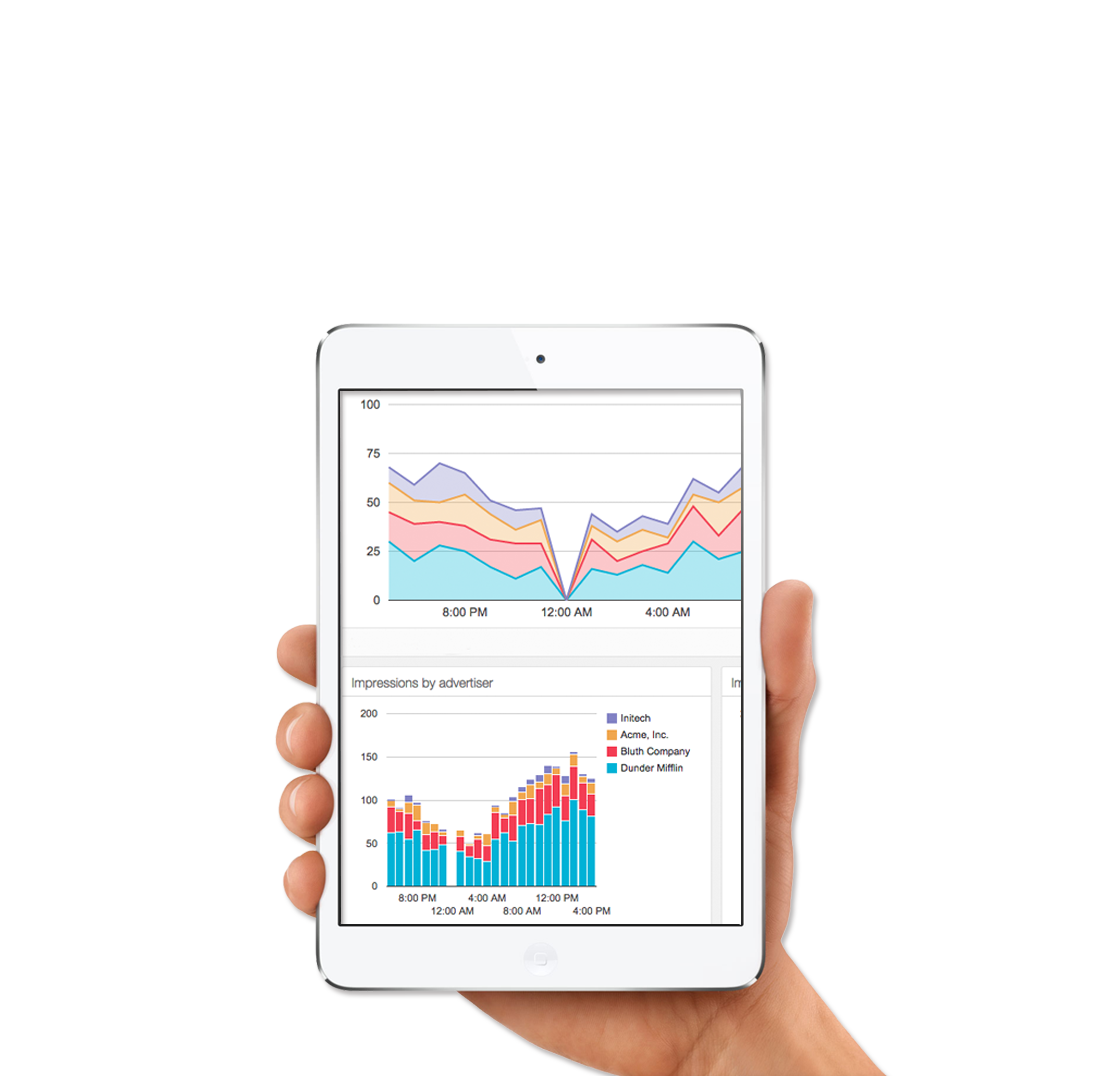 100
75
50
25
0
8:00 PM 12:00 AM 4:00 AM
Impressions by advertiser
200
150
100
50
0
8:00 PM 4:00 AM 12:00 PM
12:00 AM 8:00 AM 4:00 PM
Initech
Acme, Inc.
Bluth Company
Dunder Mifflin